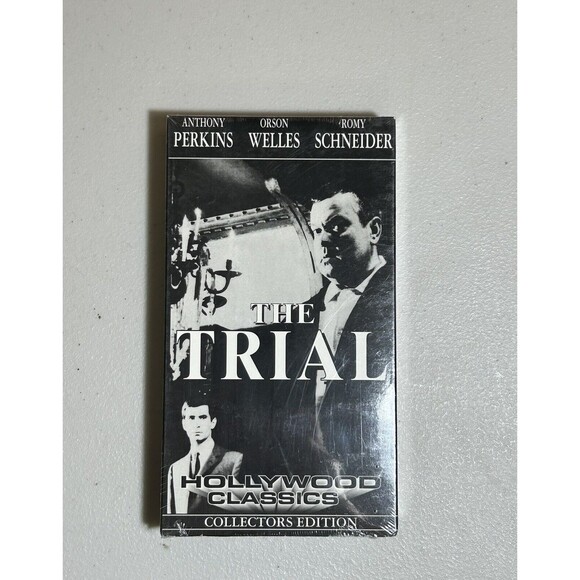 ANTHONY ORSON ROMY
PERKINS WELLES SCHNEIDER
THE
TRIAL
HOLLYWOOD
CLASSICS
COLLECTORS EDITION